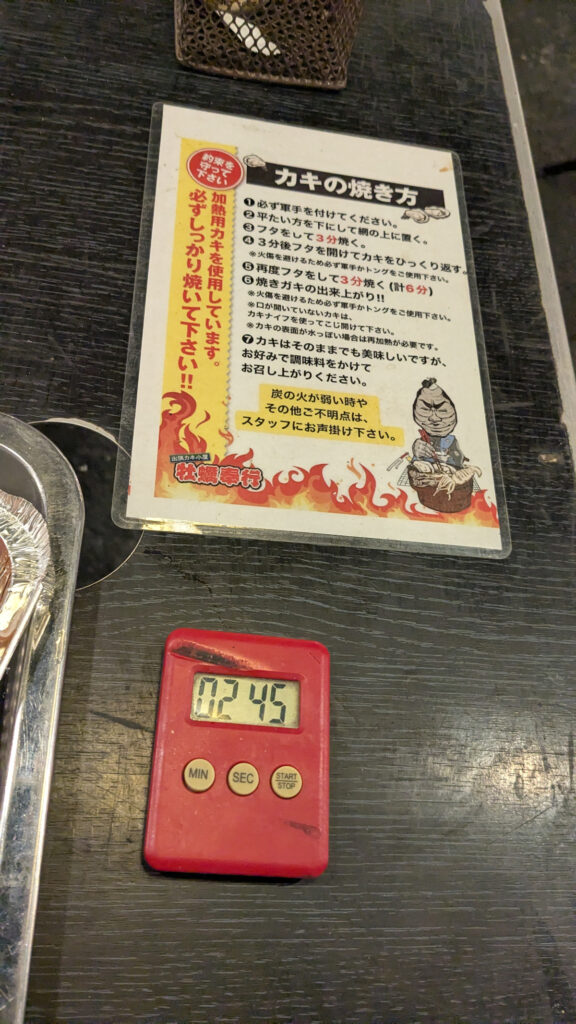 約束を
守って
下さい
加熱用カキを使用しています。
必ずしっかり焼いて下さい!!
カキの焼き方
❶必ず軍手を付けてください。
❷平たい方を下にして網の上に置く。
❸フタをして3分焼く。
❹3分後フタを開けてカキをひっくり返す。
※火傷を避けるため必ず軍手かトングをご使用下さい。
❺再度フタをして3分焼く(計6分)
❻焼きガキの出来上がり!!
※火傷を避けるため必ず軍手かトングをご使用下さい。
※口が開いていないカキは、
カキナイフを使ってこじ開けて下さい。
※カキの表面が水っぽい場合は再加熱が必要です。
❼カキはそのままでも美味しいですが、
お好みで調味料をかけて
お召し上がりください。
炭の火が弱い時や
その他ご不明点は、
スタッフにお声掛け下さい。
出張カキ小屋
牡蠣奉行
02 45
MIN
SEC
START
STOP